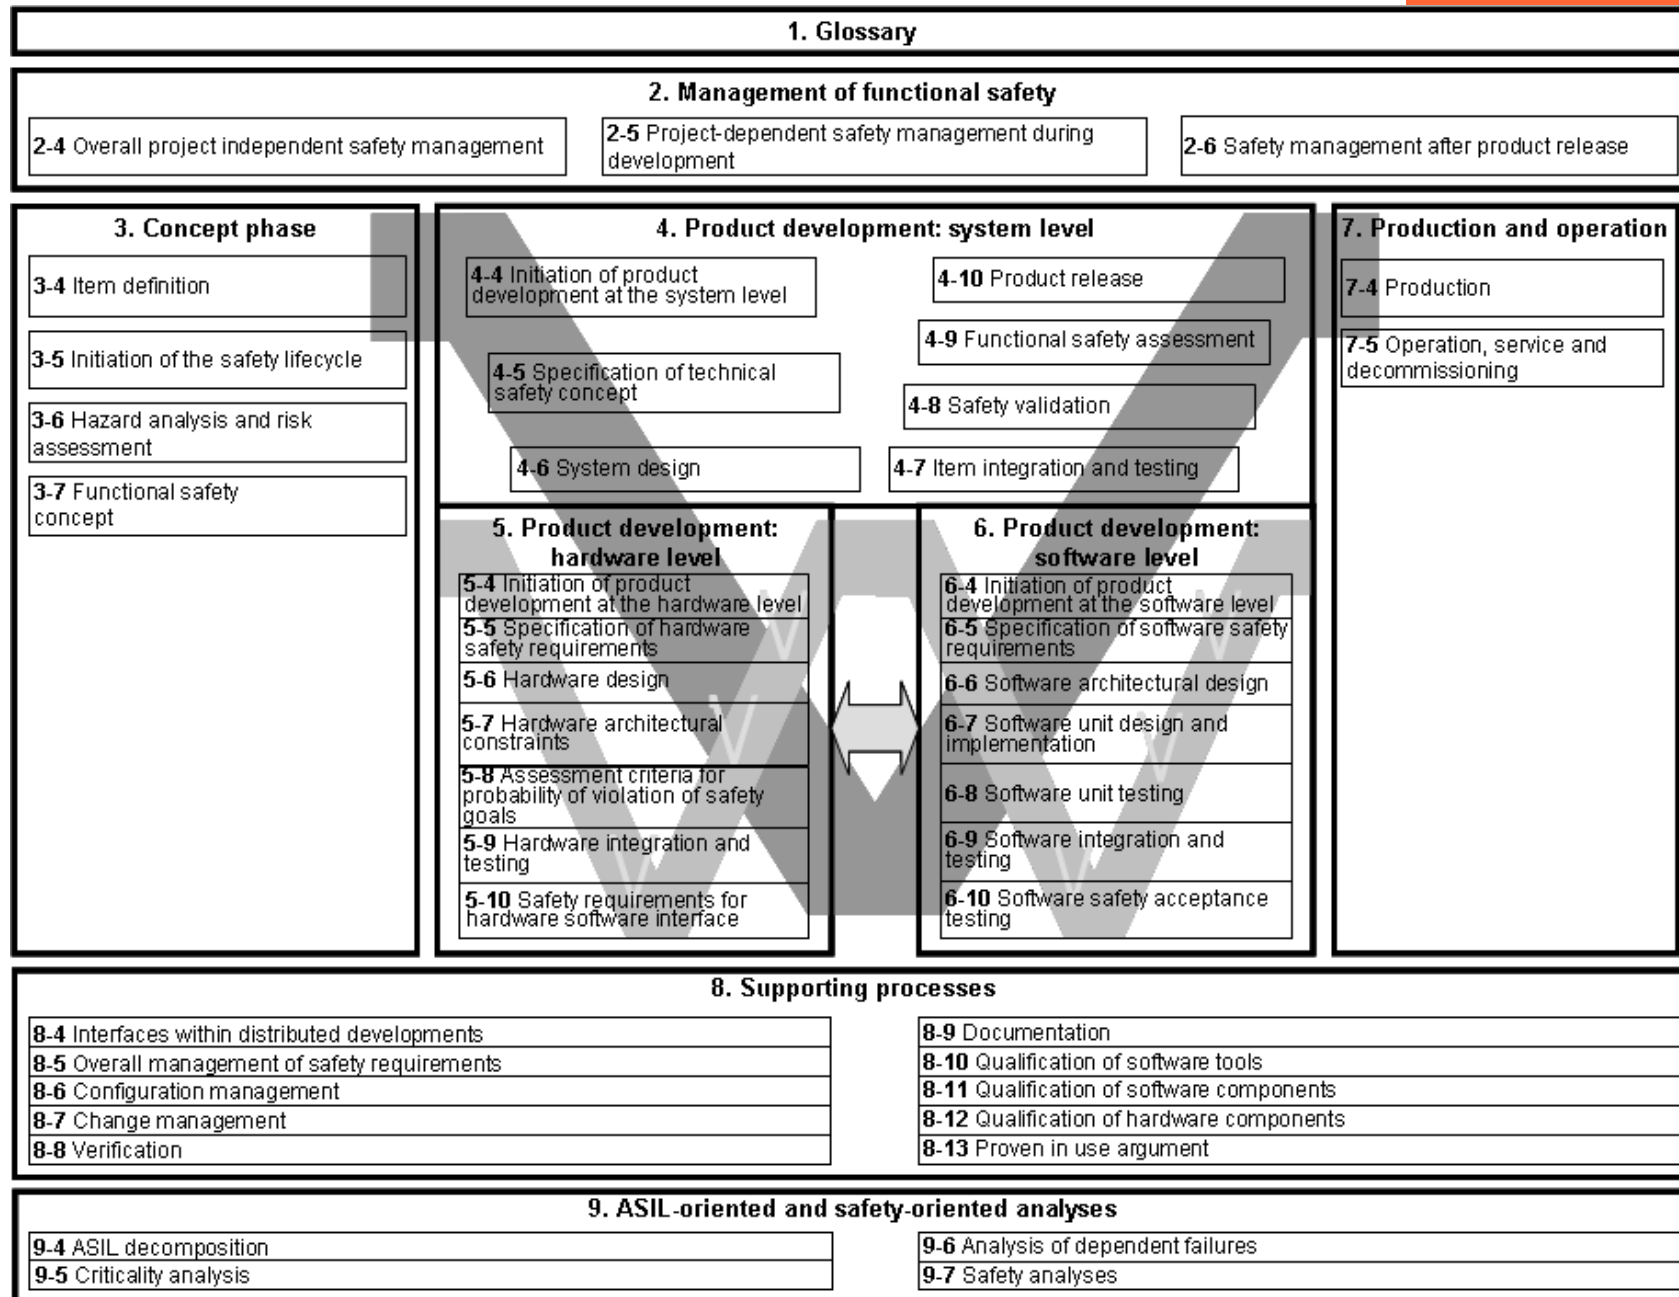 1. Glossary
2. Management of functional safety
2-4 Overall project independent safety management
2-5 Project-dependent safety management during
development
2-6 Safety management after product release
3. Concept phase
3-4 Item definition
3-5 Initiation of the safety lifecycle
3-6 Hazard analysis and risk
assessment
3-7 Functional safety
concept
4. Product development: system level
4-4 Initiation of product
development at the system level
4-5 Specification of technical
safety concept
4-6 System design
4-10 Product release
4-9 Functional safety assessment
4-8 Safety validation
4-7 Item integration and testing
7. Production and operation
7-4 Production
7-5 Operation, service and
decommissioning
5. Product development:
hardware level
5-4 Initiation of product
development at the hardware level
5-5 Specification of hardware
safety requirements
5-6 Hardware design
5-7 Hardware architectural
constraints
5-8 Assessment criteria for
probability of violation of safety
goals
5-9 Hardware integration and
testing
5-10 Safety requirements for
hardware software interface
6. Product development:
software level
6-4 Initiation of product
development at the software level
6-5 Specification of software safety
requirements
6-6 Software architectural design
6-7 Software unit design and
implementation
6-8 Software unit testing
6-9 Software integration and
testing
6-10 Software safety acceptance
testing
8. Supporting processes
8-4 Interfaces within distributed developments
8-5 Overall management of safety requirements
8-6 Configuration management
8-7 Change management
8-8 Verification
8-9 Documentation
8-10 Qualification of software tools
8-11 Qualification of software components
8-12 Qualification of hardware components
8-13 Proven in use argument
9. ASIL-oriented and safety-oriented analyses
9-4 ASIL decomposition
9-5 Criticality analysis
9-6 Analysis of dependent failures
9-7 Safety analyses